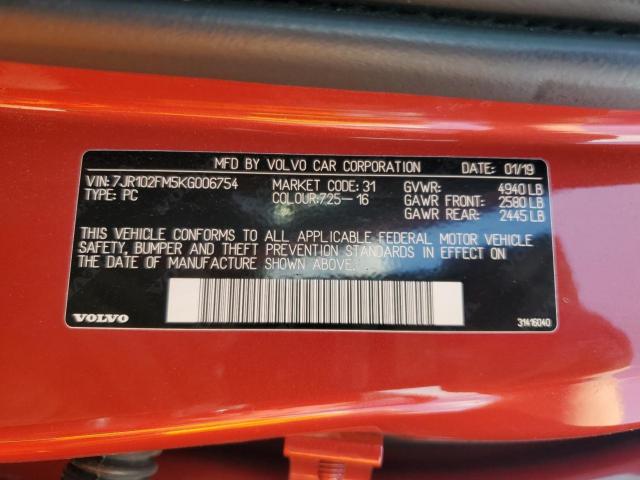 MFD BY VOLVO CAR CORPORATION DATE: 01/19
VIN: 7JR102FM5KG006754 MARKET CODE: 31 GVWR: 4940 LB
TYPE: PC COLOUR:725-16 GAWR FRONT: 2580 LB
GAWR REAR: 2445 LB
THIS VEHICLE CONFORMS TO ALL APPLICABLE FEDERAL MOTOR VEHICLE
SAFETY, BUMPER AND THEFT PREVENTION STANDARDS IN EFFECT ON
THE DATE OF MANUFACTURE SHOWN ABOVE.
VOLVO 31416040